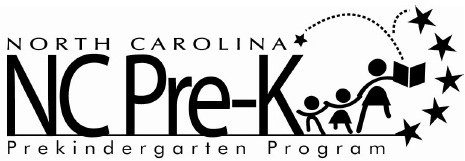 NORTH CAROLINA
NC Pre-K
Prekindergarten Program